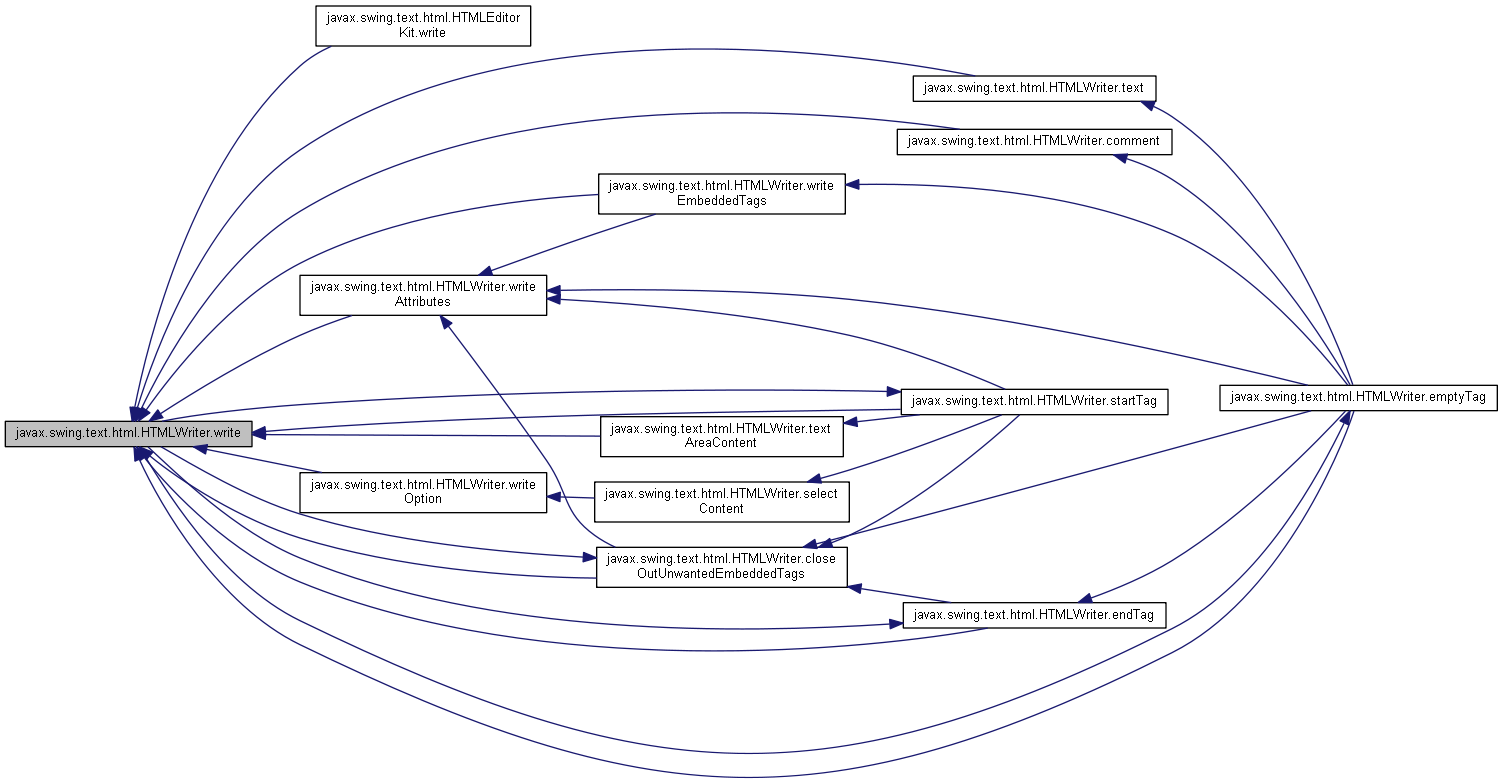 javax.swing.text.html.HTMLEditor
Kit.write
javax.swing.text.html.HTMLWriter.text
javax.swing.text.html.HTMLWriter.comment
javax.swing.text.html.HTMLWriter.write
EmbeddedTags
javax.swing.text.html.HTMLWriter.write
Attributes
javax.swing.text.html.HTMLWriter.startTag
javax.swing.text.html.HTMLWriter.emptyTag
javax.swing.text.html.HTMLWriter.write
javax.swing.text.html.HTMLWriter.text
AreaContent
javax.swing.text.html.HTMLWriter.write
Option
javax.swing.text.html.HTMLWriter.select
Content
javax.swing.text.html.HTMLWriter.close
OutUnwantedEmbeddedTags
javax.swing.text.html.HTMLWriter.endTag